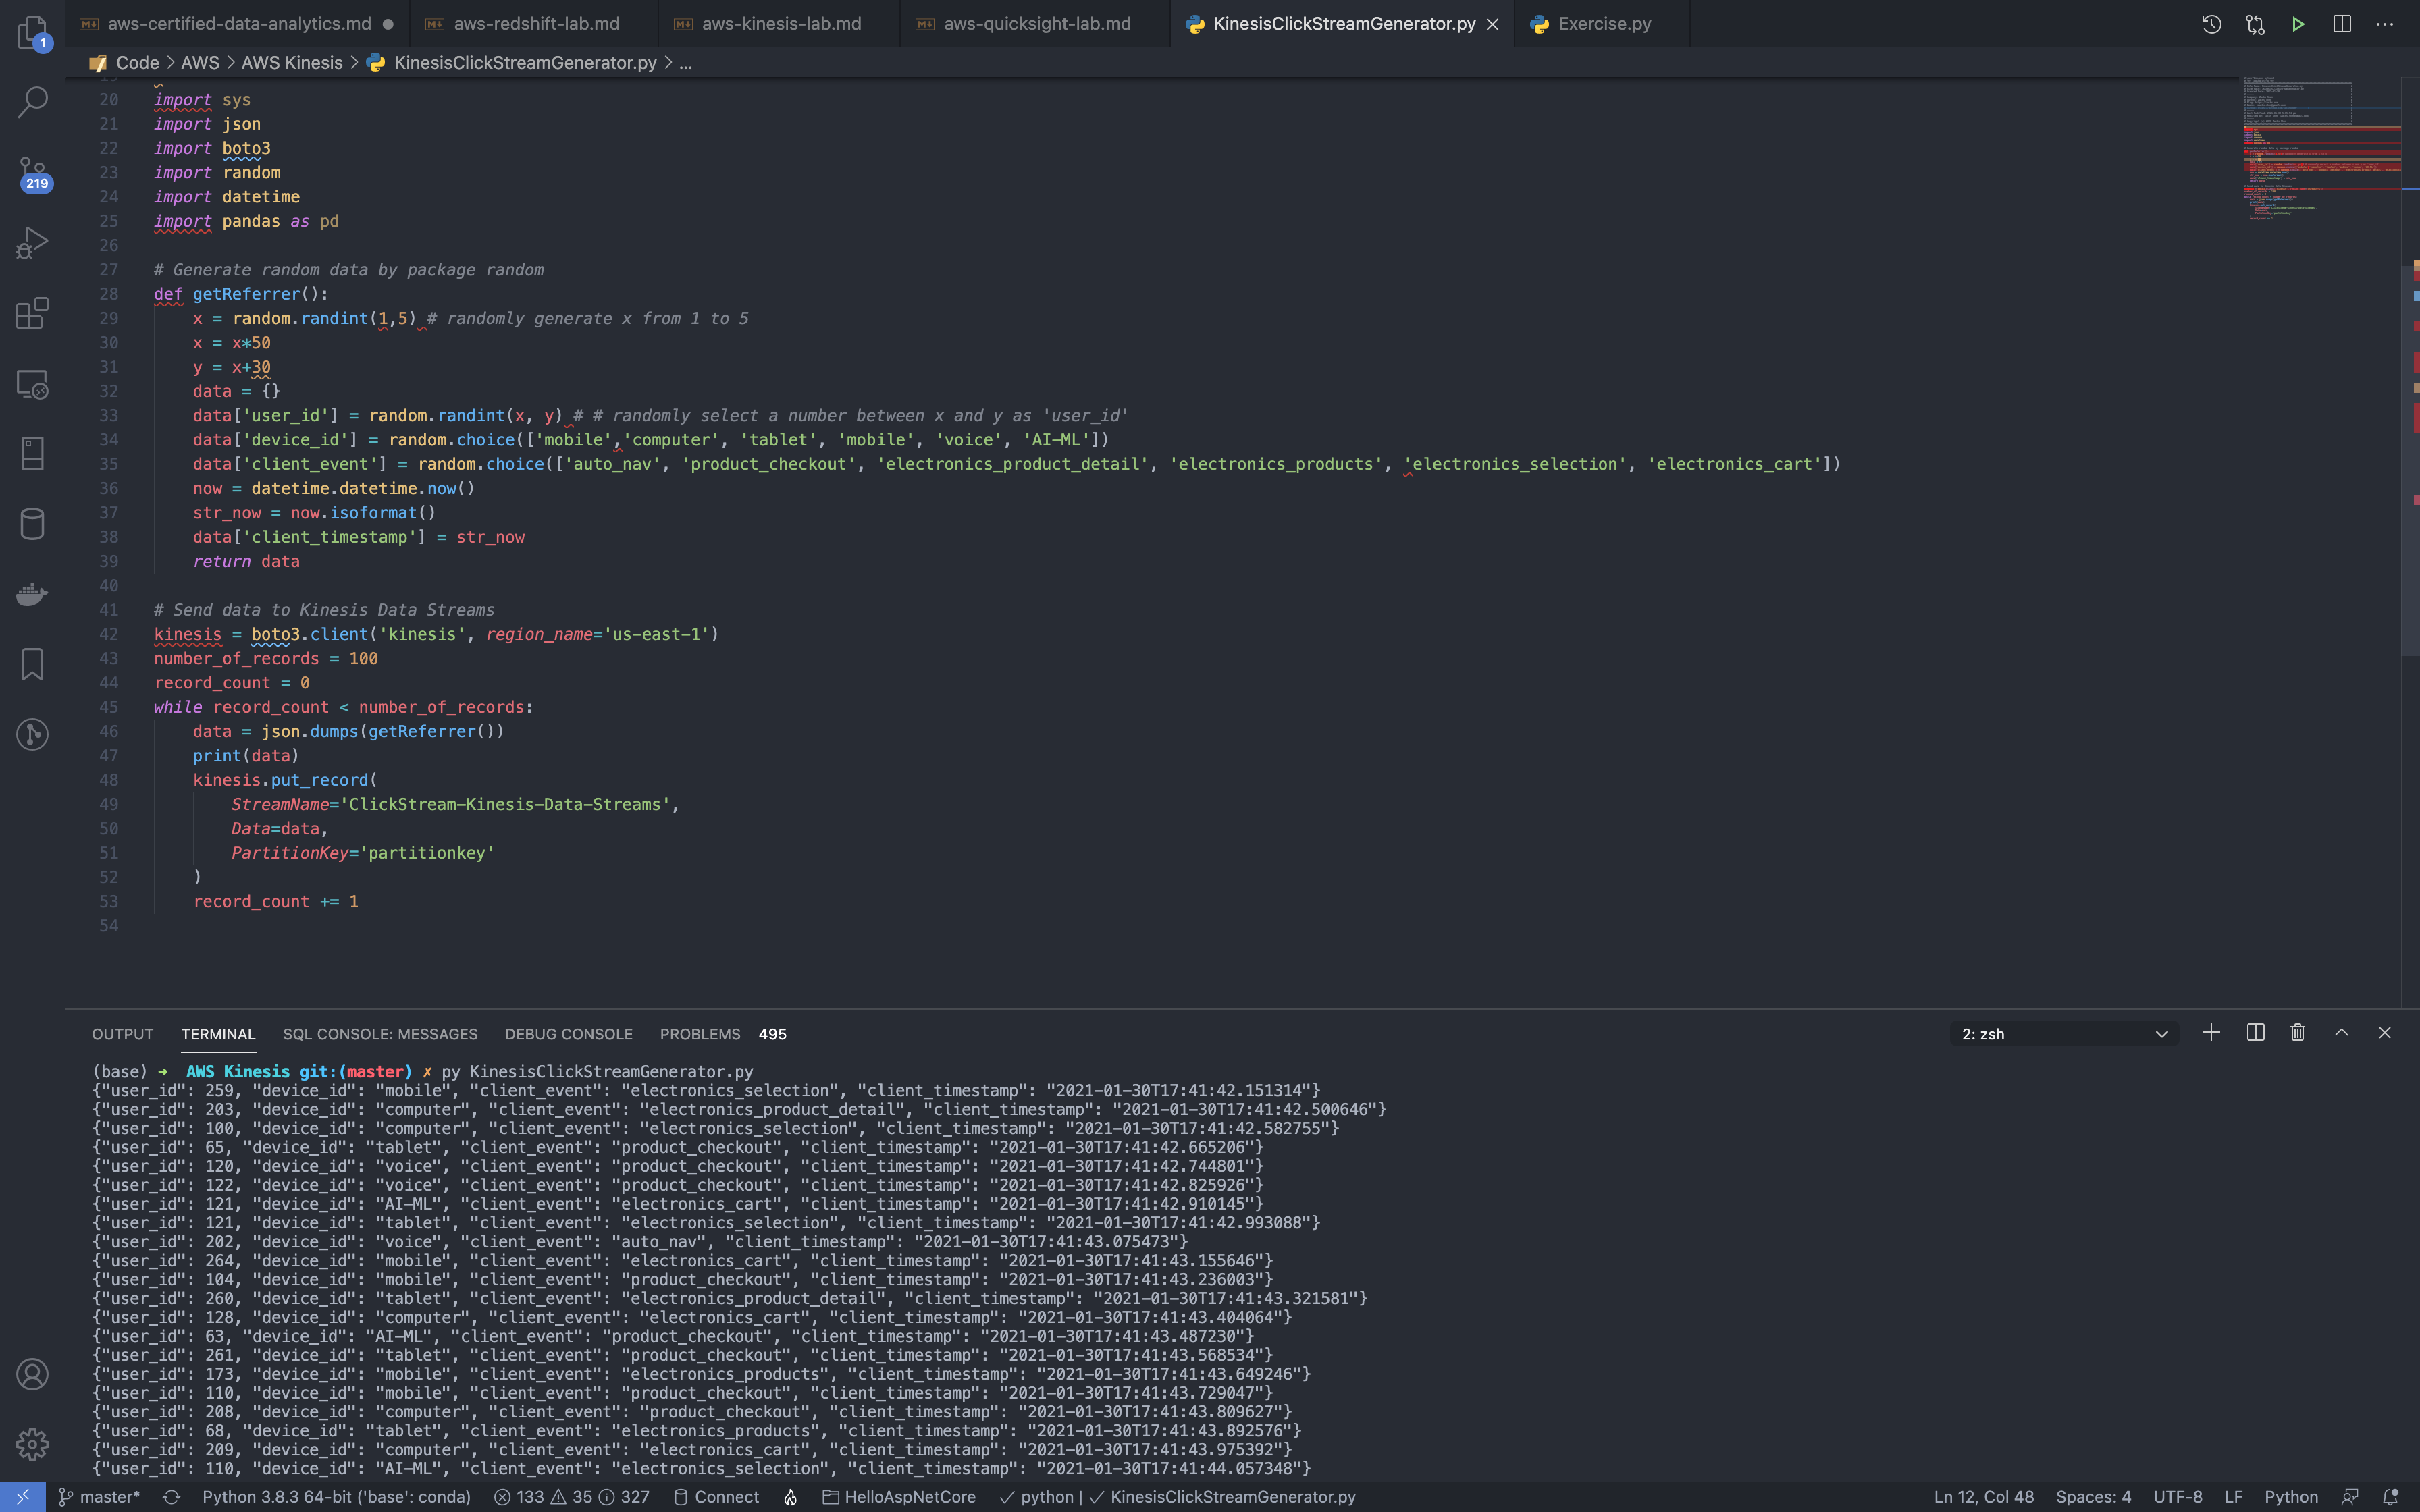 aws-certified-data-analytics.md
aws-redshift-lab.md
aws-kinesis-lab.md
aws-quicksight-lab.md
KinesisClickStreamGenerator.py
Exercise.py
Code > AWS > AWS Kinesis > KinesisClickStreamGenerator.py > ...
1
219
20 import sys
21 import json
22 import boto3
23 import random
24 import datetime
25 import pandas as pd
26
27 # Generate random data by package random
28 def getReferrer():
29     x = random.randint(1,5) # randomly generate x from 1 to 5
30     x = x*50
31     y = x+30
32     data = {}
33     data['user_id'] = random.randint(x, y) # # randomly select a number between x and y as 'user_id'
34     data['device_id'] = random.choice(['mobile','computer', 'tablet', 'mobile', 'voice', 'AI-ML'])
35     data['client_event'] = random.choice(['auto_nav', 'product_checkout', 'electronics_product_detail', 'electronics_products', 'electronics_selection', 'electronics_cart'])
36     now = datetime.datetime.now()
37     str_now = now.isoformat()
38     data['client_timestamp'] = str_now
39     return data
40
41 # Send data to Kinesis Data Streams
42 kinesis = boto3.client('kinesis', region_name='us-east-1')
43 number_of_records = 100
44 record_count = 0
45 while record_count < number_of_records:
46     data = json.dumps(getReferrer())
47     print(data)
48     kinesis.put_record(
49         StreamName='ClickStream-Kinesis-Data-Streams',
50         Data=data,
51         PartitionKey='partitionkey'
52     )
53     record_count += 1
54
OUTPUT TERMINAL SQL CONSOLE: MESSAGES DEBUG CONSOLE PROBLEMS 495 2: zsh
(base) ➜ AWS Kinesis git:(master) ✗ py KinesisClickStreamGenerator.py
{"user_id": 259, "device_id": "mobile", "client_event": "electronics_selection", "client_timestamp": "2021-01-30T17:41:42.151314"}
{"user_id": 203, "device_id": "computer", "client_event": "electronics_product_detail", "client_timestamp": "2021-01-30T17:41:42.500646"}
{"user_id": 100, "device_id": "computer", "client_event": "electronics_selection", "client_timestamp": "2021-01-30T17:41:42.582755"}
{"user_id": 65, "device_id": "tablet", "client_event": "product_checkout", "client_timestamp": "2021-01-30T17:41:42.665206"}
{"user_id": 120, "device_id": "voice", "client_event": "product_checkout", "client_timestamp": "2021-01-30T17:41:42.744801"}
{"user_id": 122, "device_id": "voice", "client_event": "product_checkout", "client_timestamp": "2021-01-30T17:41:42.825926"}
{"user_id": 121, "device_id": "AI-ML", "client_event": "electronics_cart", "client_timestamp": "2021-01-30T17:41:42.910145"}
{"user_id": 121, "device_id": "tablet", "client_event": "electronics_selection", "client_timestamp": "2021-01-30T17:41:42.993088"}
{"user_id": 202, "device_id": "voice", "client_event": "auto_nav", "client_timestamp": "2021-01-30T17:41:43.075473"}
{"user_id": 264, "device_id": "mobile", "client_event": "electronics_cart", "client_timestamp": "2021-01-30T17:41:43.155646"}
{"user_id": 104, "device_id": "mobile", "client_event": "product_checkout", "client_timestamp": "2021-01-30T17:41:43.236003"}
{"user_id": 260, "device_id": "tablet", "client_event": "electronics_product_detail", "client_timestamp": "2021-01-30T17:41:43.321581"}
{"user_id": 128, "device_id": "computer", "client_event": "electronics_cart", "client_timestamp": "2021-01-30T17:41:43.404064"}
{"user_id": 63, "device_id": "AI-ML", "client_event": "product_checkout", "client_timestamp": "2021-01-30T17:41:43.487230"}
{"user_id": 261, "device_id": "tablet", "client_event": "product_checkout", "client_timestamp": "2021-01-30T17:41:43.568534"}
{"user_id": 173, "device_id": "mobile", "client_event": "electronics_products", "client_timestamp": "2021-01-30T17:41:43.649246"}
{"user_id": 110, "device_id": "mobile", "client_event": "product_checkout", "client_timestamp": "2021-01-30T17:41:43.729047"}
{"user_id": 208, "device_id": "computer", "client_event": "product_checkout", "client_timestamp": "2021-01-30T17:41:43.809627"}
{"user_id": 68, "device_id": "tablet", "client_event": "electronics_products", "client_timestamp": "2021-01-30T17:41:43.892576"}
{"user_id": 209, "device_id": "computer", "client_event": "electronics_cart", "client_timestamp": "2021-01-30T17:41:43.975392"}
{"user_id": 110, "device_id": "AI-ML", "client_event": "electronics_selection", "client_timestamp": "2021-01-30T17:41:44.057348"}
master* Python 3.8.3 64-bit ('base': conda) 133 35 327 Connect HelloAspNetCore ✓ python | ✓ KinesisClickStreamGenerator.py Ln 12, Col 48 Spaces: 4 UTF-8 LF Python